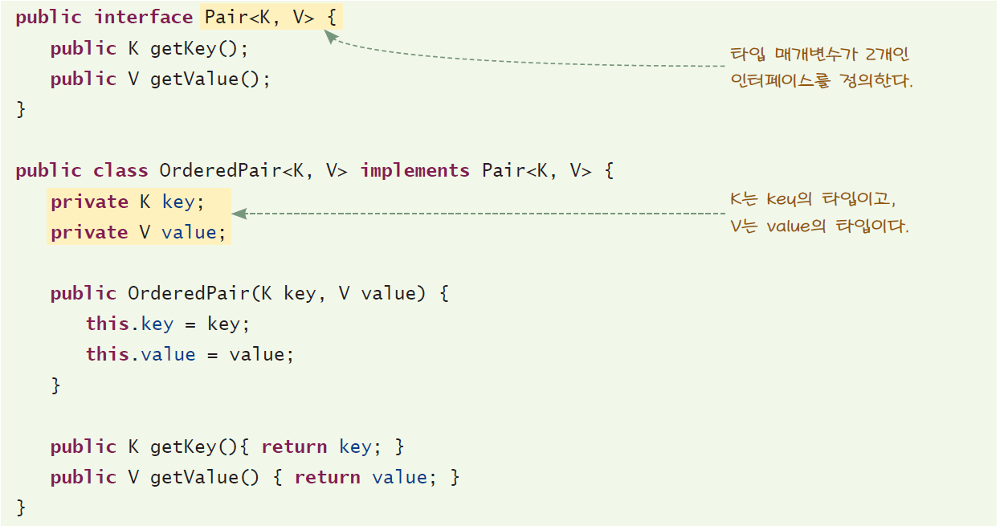 public interface Pair<K, V> {
public K getKey();
public V getValue();
}
타입 매개변수가 2개인
인터페이스를 정의한다.
public class OrderedPair<K, V> implements Pair<K, V> {
private K key;
private V value;
K는 key의 타입이고,
V는 value의 타입이다.
public OrderedPair(K key, V value) {
this.key = key;
this.value = value;
}
public K getKey(){ return key; }
public V getValue() { return value; }
}